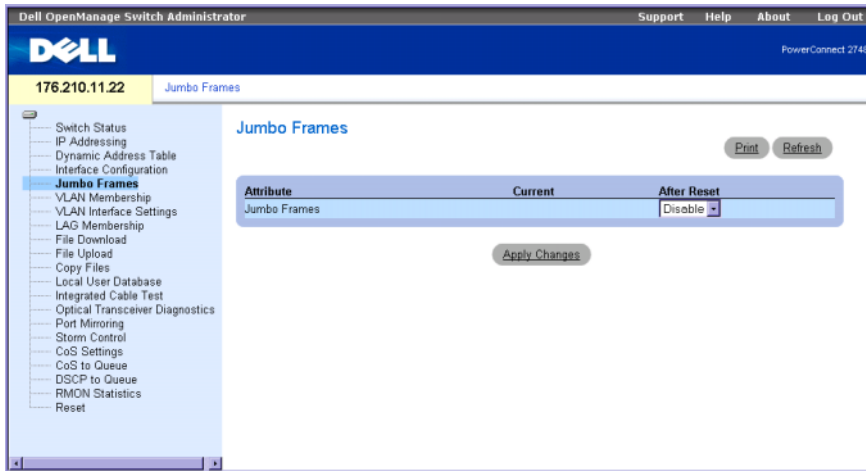 Dell OpenManage Switch Administrator Support Help About Log Out
DELL
PowerConnect 2748
176.210.11.22 Jumbo Frames
Switch Status
IP Addressing
Dynamic Address Table
Interface Configuration
Jumbo Frames
VLAN Membership
VLAN Interface Settings
LAG Membership
File Download
File Upload
Copy Files
Local User Database
Integrated Cable Test
Optical Transceiver Diagnostics
Port Mirroring
Storm Control
CoS Settings
CoS to Queue
DSCP to Queue
RMON Statistics
Reset
Jumbo Frames
Print Refresh
Attribute Current After Reset
Jumbo Frames Disable
Apply Changes